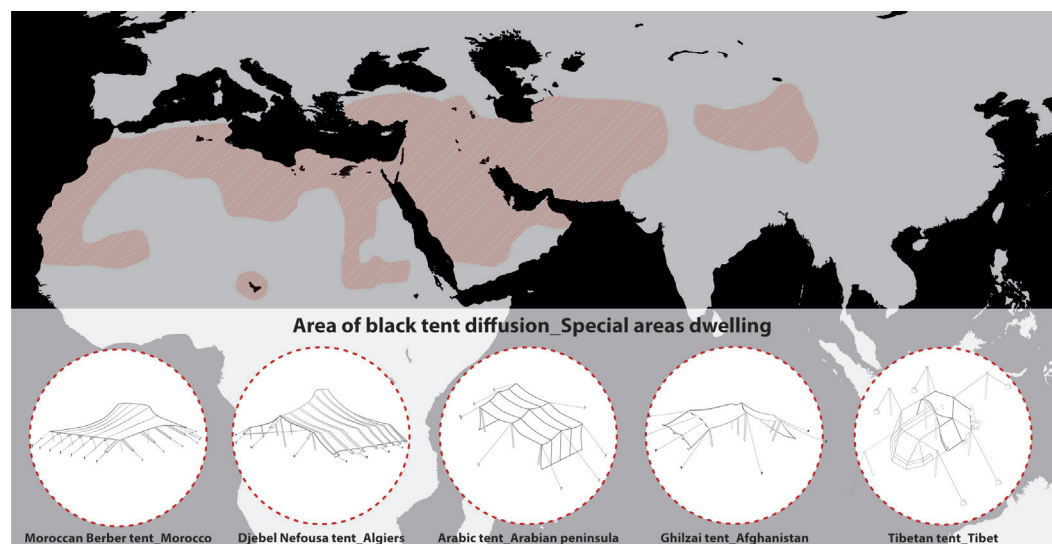 Area of black tent diffusion_Special areas dwelling
Moroccan Berber tent_Morocco
Djebel Nefousa tent_Algiers
Arabic tent_Arabian peninsula
Ghilzai tent_Afghanistan
Tibetan tent_Tibet